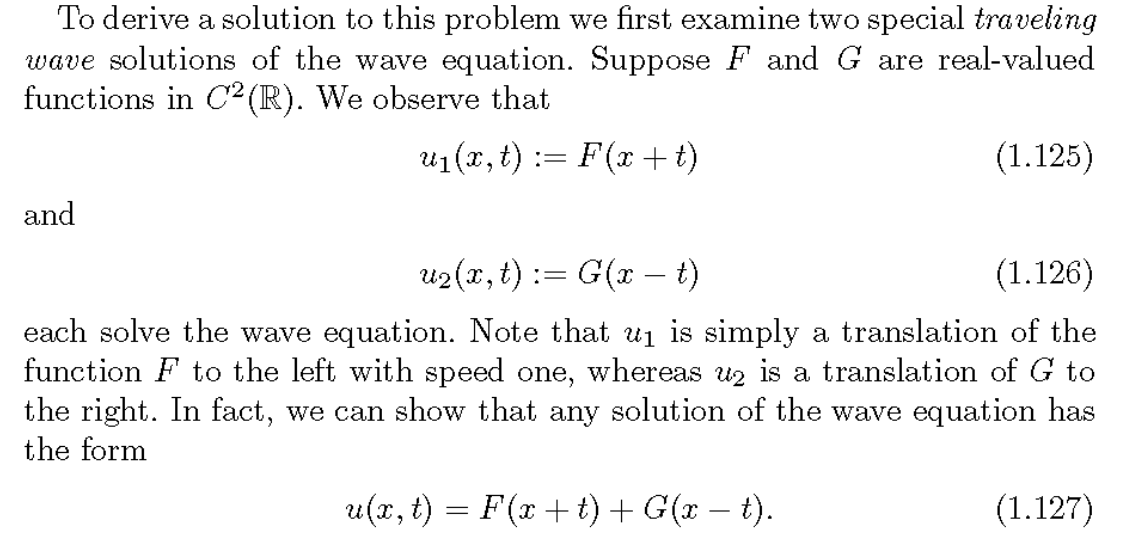 To derive a solution to this problem we first examine two special traveling
wave solutions of the wave equation. Suppose F and G are real-valued
functions in C²(ℝ). We observe that
u₁(x, t) := F(x + t) (1.125)
and
u₂(x, t) := G(x − t) (1.126)
each solve the wave equation. Note that u₁ is simply a translation of the
function F to the left with speed one, whereas u₂ is a translation of G to
the right. In fact, we can show that any solution of the wave equation has
the form
u(x, t) = F(x + t) + G(x − t). (1.127)